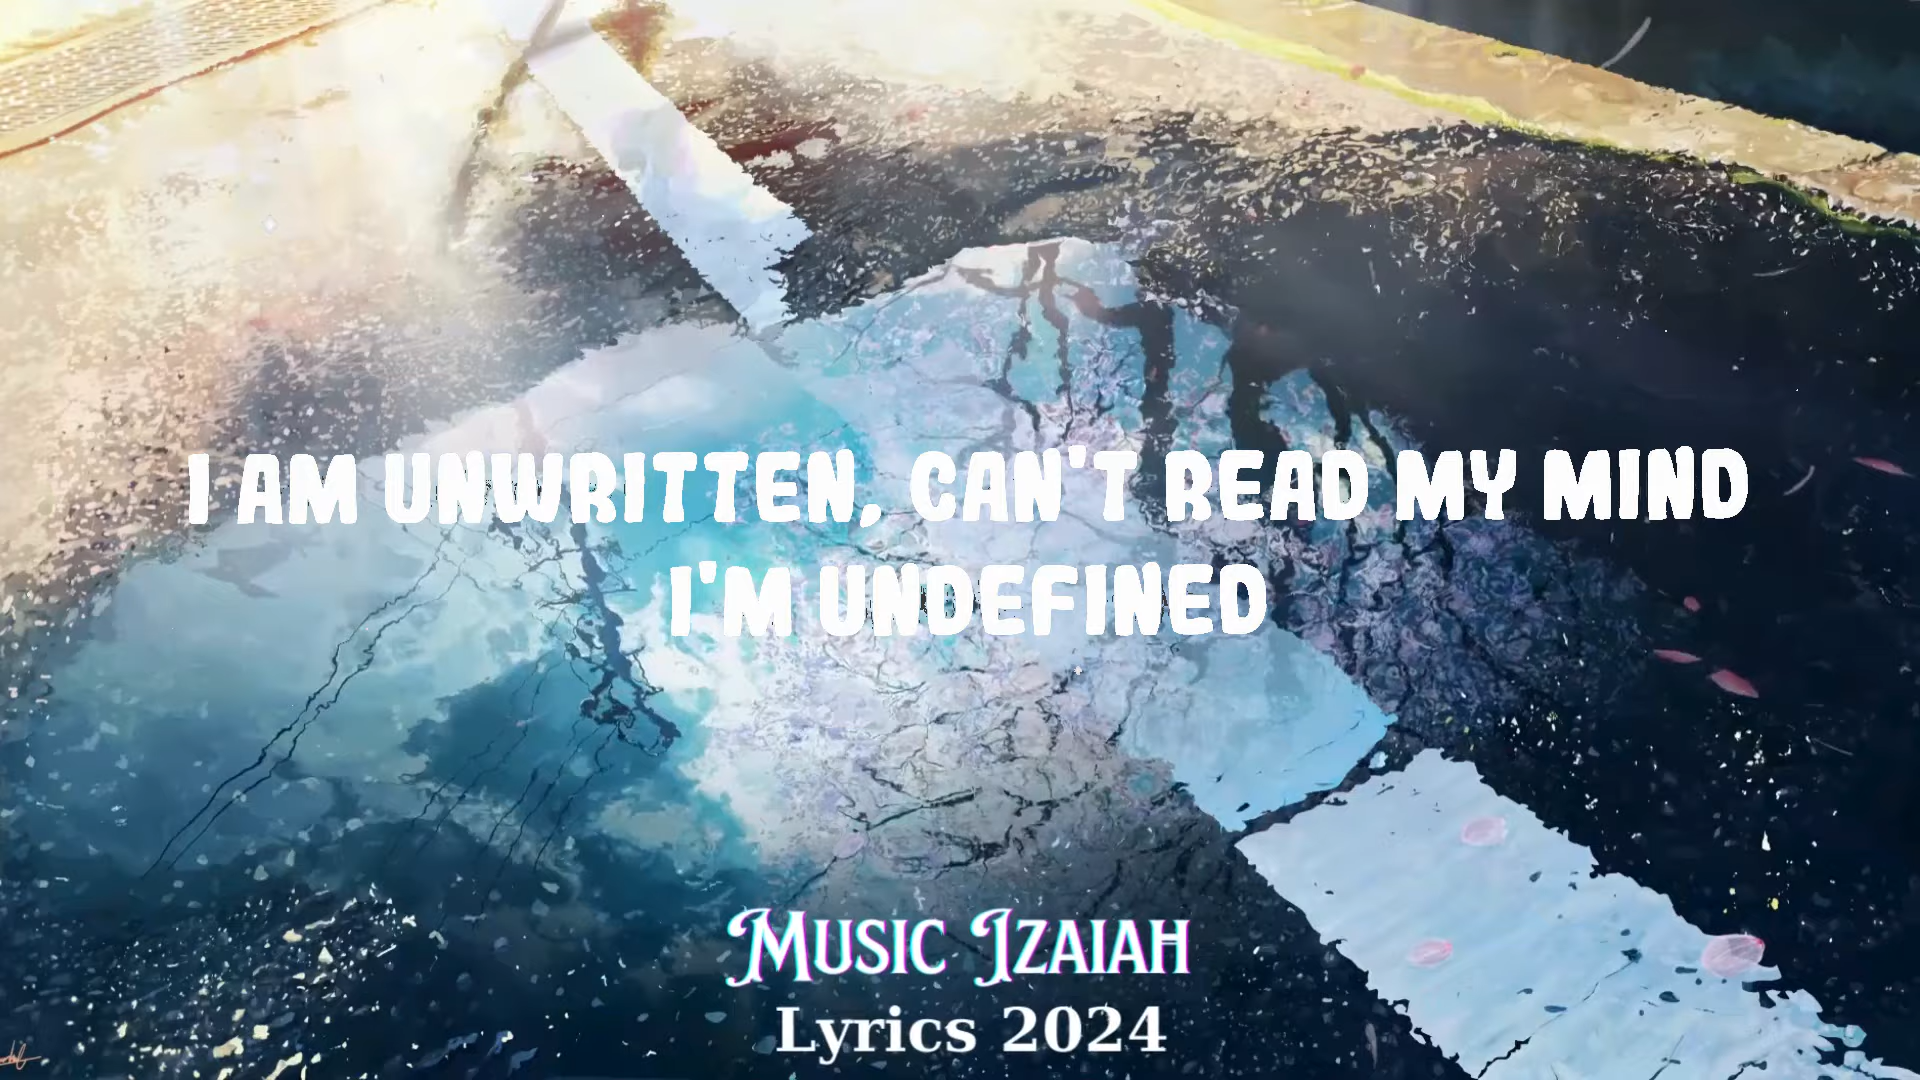 I AM UNWRITTEN, CAN'T READ MY MIND
I'M UNDEFINED
MUSIC IZAIAH
Lyrics 2024